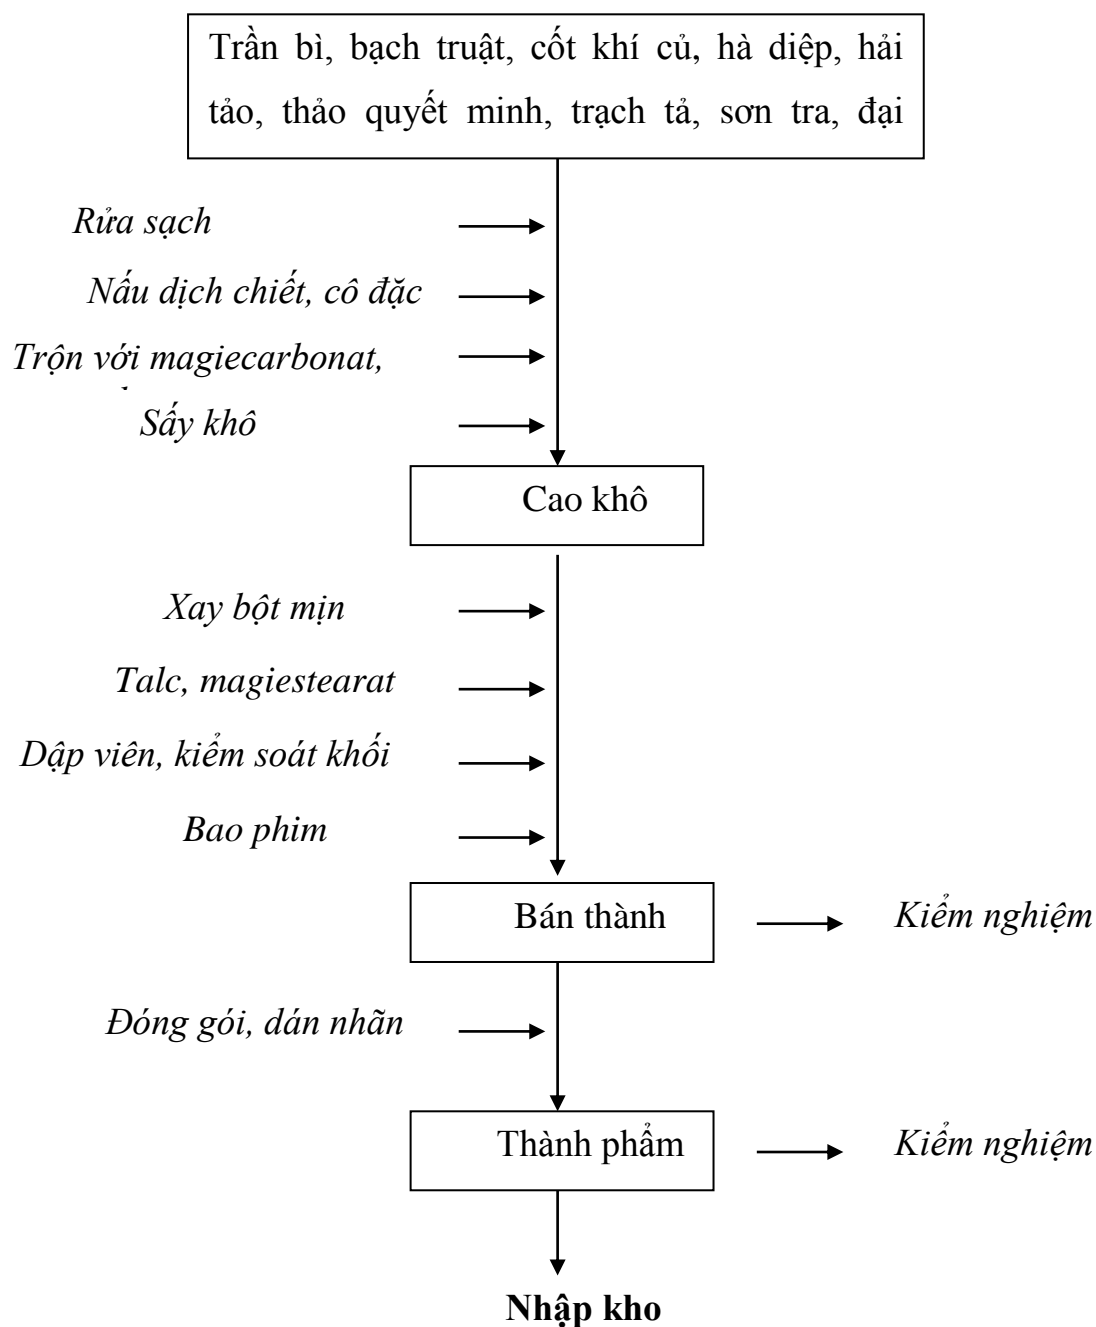 Trần bì, bạch truật, cốt khí củ, hà diệp, hải
tảo, thảo quyết minh, trạch tả, sơn tra, đại
Rửa sạch
Nấu dịch chiết, cô đặc
Trộn với magiecarbonat,
Sấy khô
Cao khô
Xay bột mịn
Talc, magiestearat
Dập viên, kiểm soát khối
Bao phim
Bán thành
Kiểm nghiệm
Đóng gói, dán nhãn
Thành phẩm
Kiểm nghiệm
Nhập kho